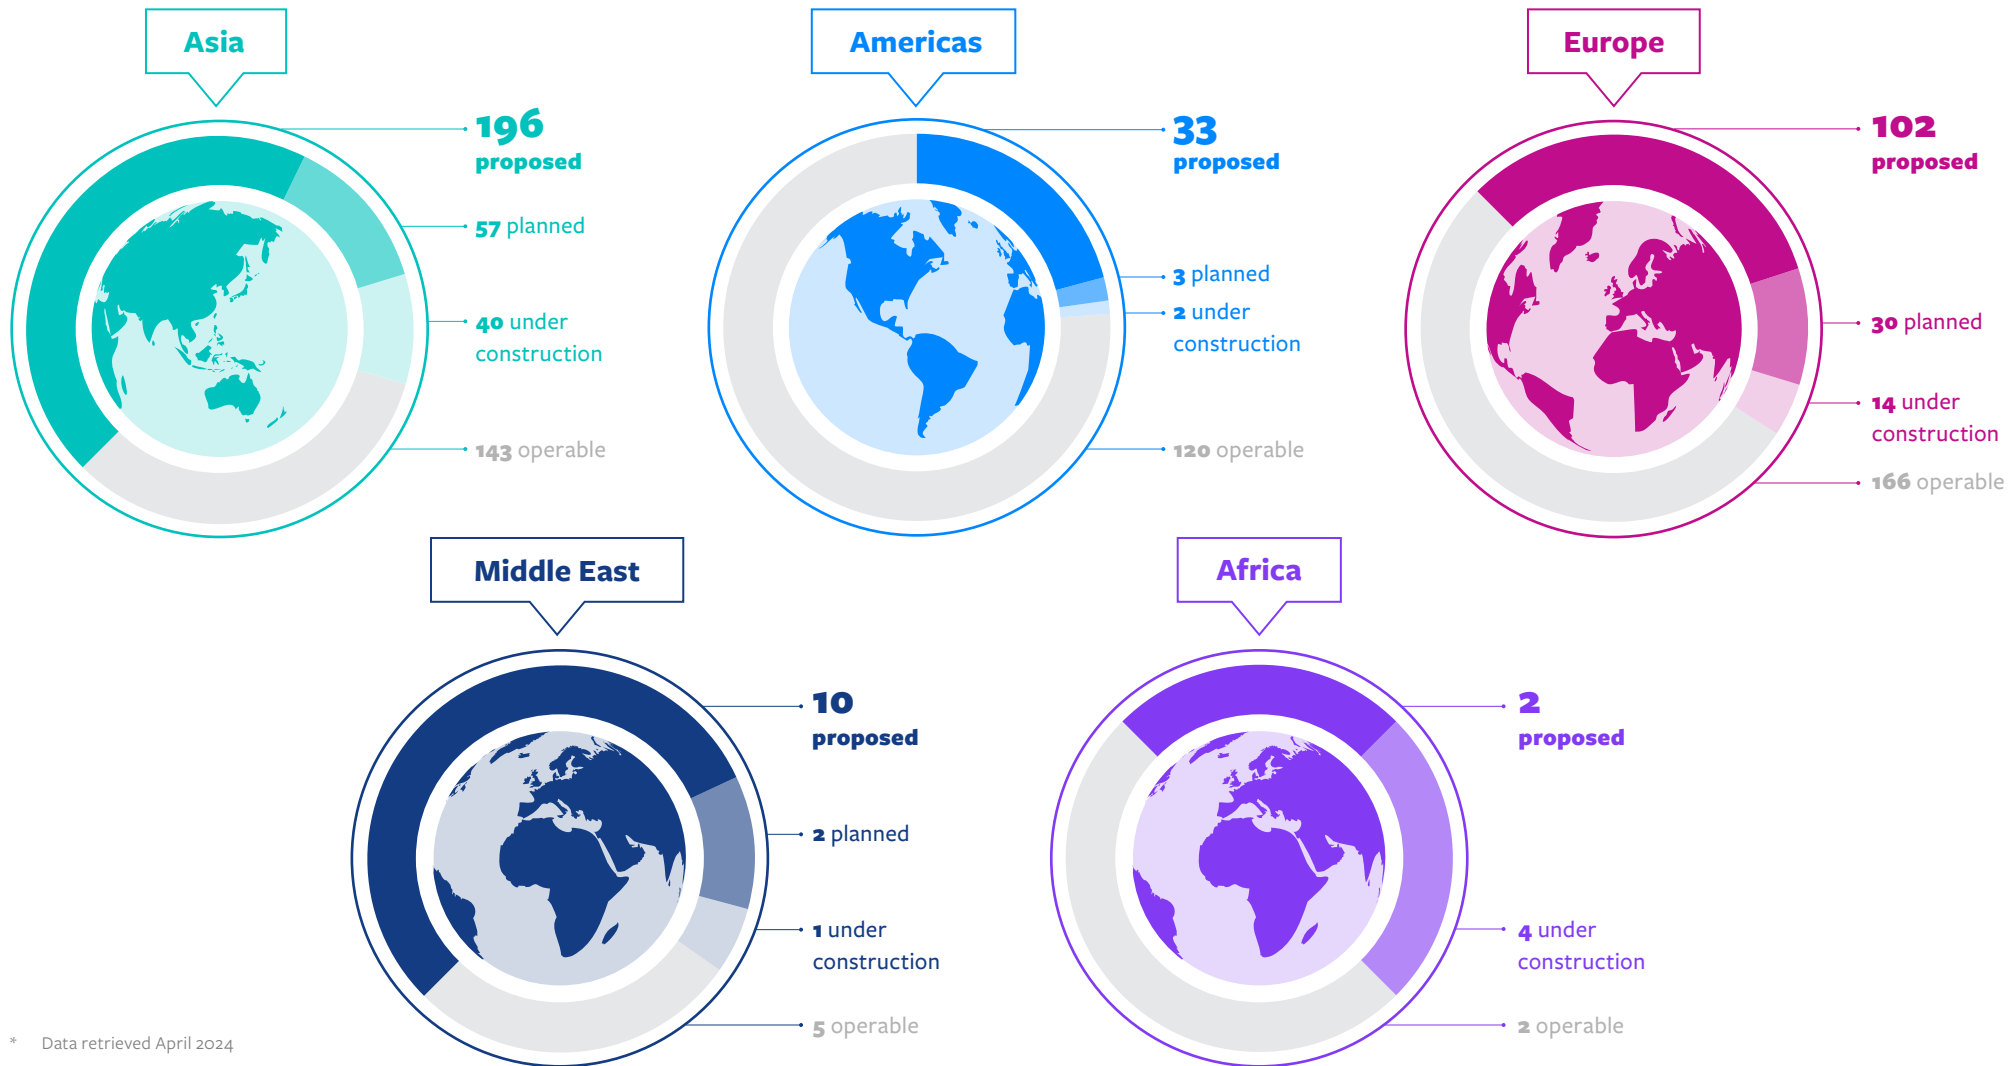 Asia
196
proposed
57 planned
40 under
construction
143 operable
Americas
33
proposed
3 planned
2 under
construction
120 operable
Europe
102
proposed
30 planned
14 under
construction
166 operable
Middle East
10
proposed
2 planned
1 under
construction
5 operable
Africa
2
proposed
4 under
construction
2 operable
* Data retrieved April 2024